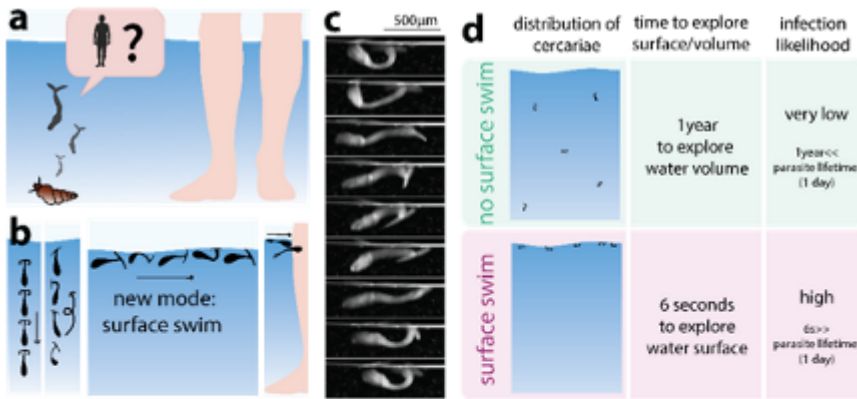 a
?
b
new mode:
surface swim
c
500μm
d
distribution of
cercariae
time to explore
surface/volume
infection
likelihood
no surface swim
1year
to explore
water volume
very low
1year<<
parasite lifetime
(1 day)
surface swim
6 seconds
to explore
water surface
high
6s>>
parasite lifetime
(1 day)